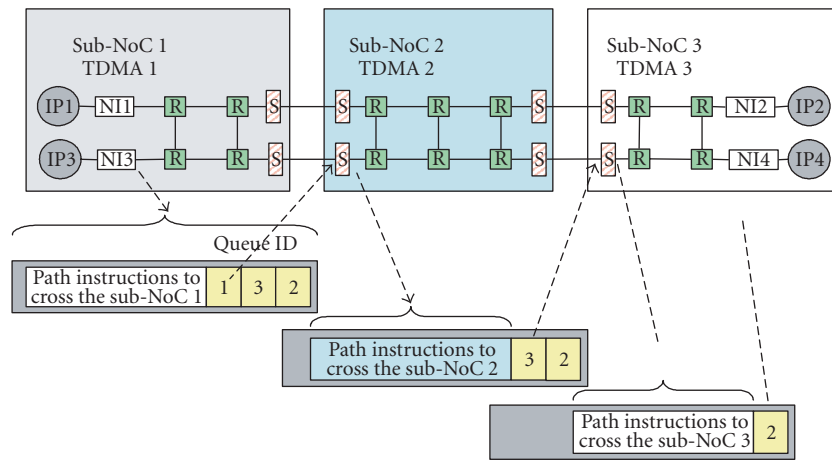 Sub-NoC 1
TDMA 1
Sub-NoC 2
TDMA 2
Sub-NoC 3
TDMA 3
IP1 NI1 R R S S R R R S S R R NI2 IP2
IP3 NI3 R R S S R R R S S R R NI4 IP4
Queue ID
Path instructions to
cross the sub-NoC 1
1 3 2
Path instructions to
cross the sub-NoC 2
3 2
Path instructions to
cross the sub-NoC 3
2